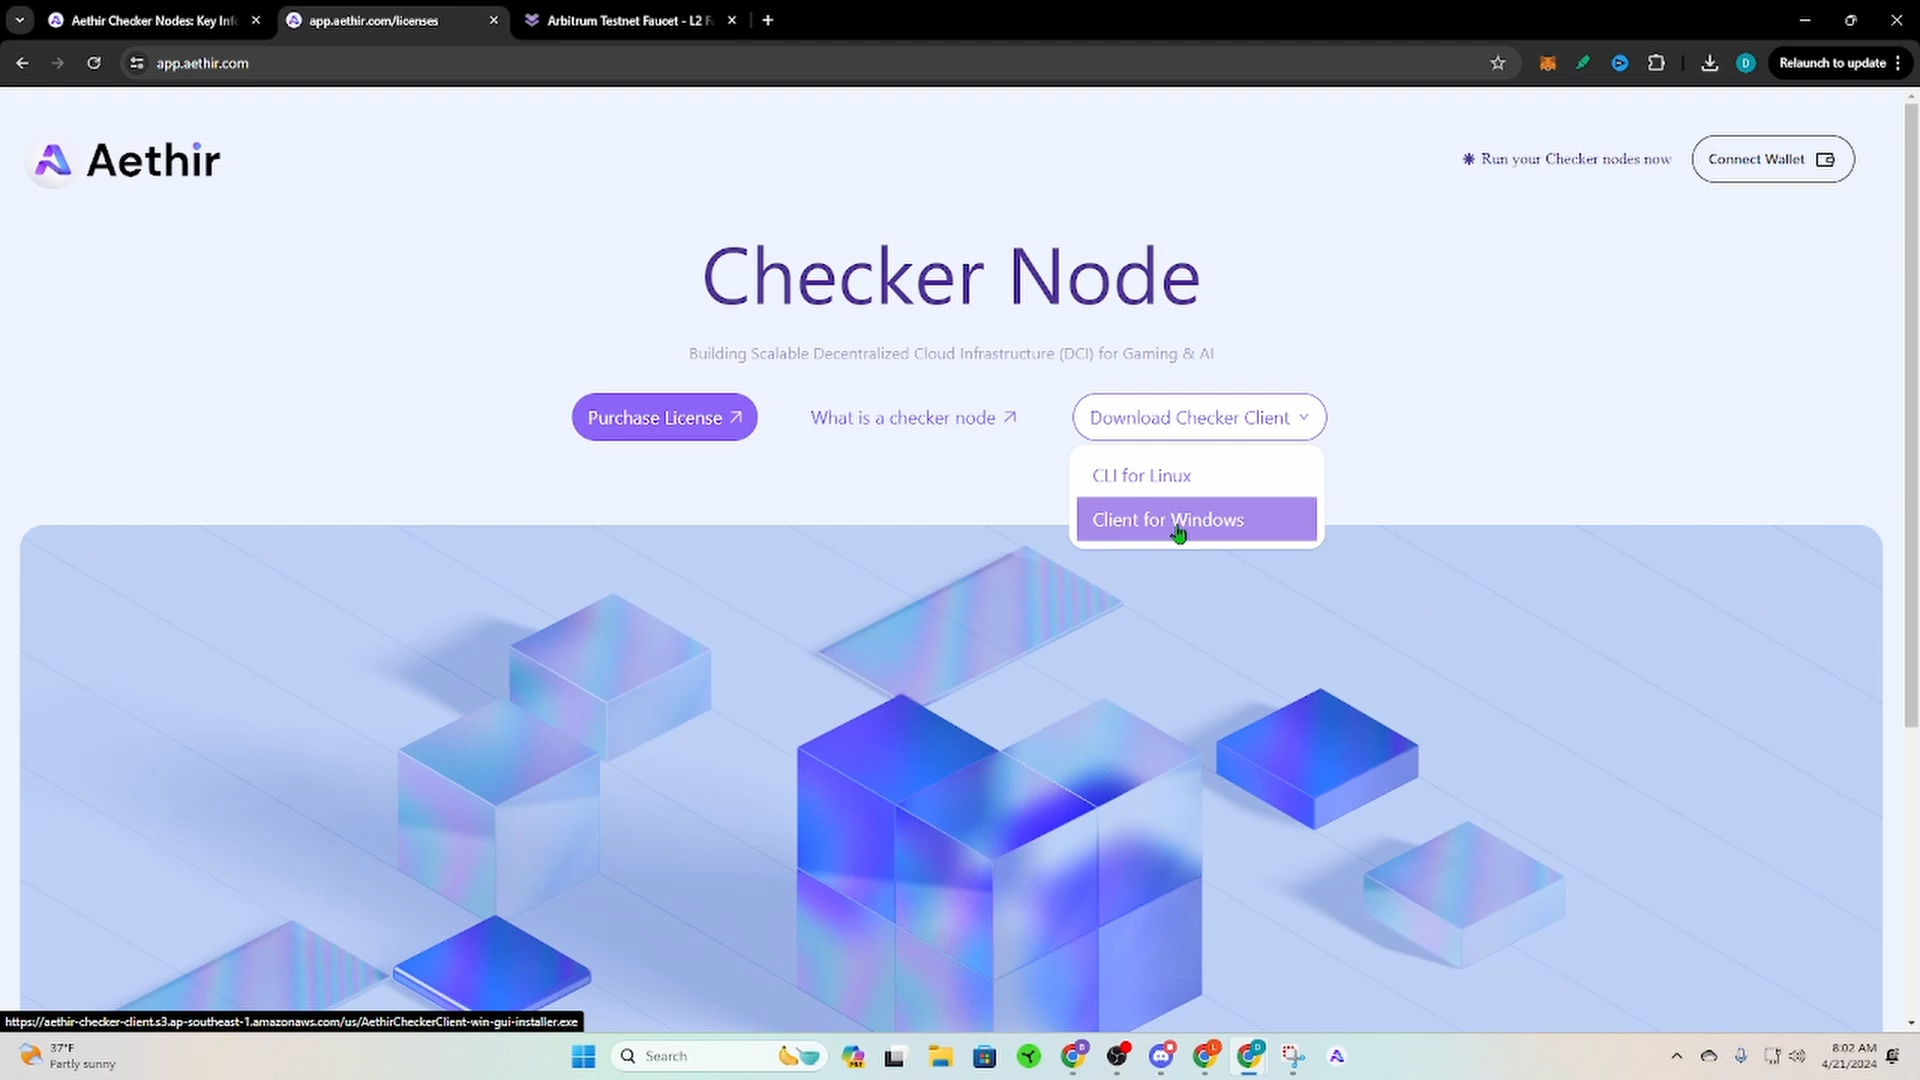 Aethir Checker Nodes: Key Inf
app.aethir.com/licenses
Arbitrum Testnet Faucet - L2 F
app.aethir.com
D
Relaunch to update
Aethir
Run your Checker nodes now
Connect Wallet
Checker Node
Building Scalable Decentralized Cloud Infrastructure (DCI) for Gaming & AI
Purchase License
What is a checker node
Download Checker Client
CLI for Linux
Client for Windows
https://aethir-checker-client.s3.ap-southeast-1.amazonaws.com/us/AethirCheckerClient-win-gui-installer.exe
37°F
Partly sunny
Search
8:02 AM
4/21/2024